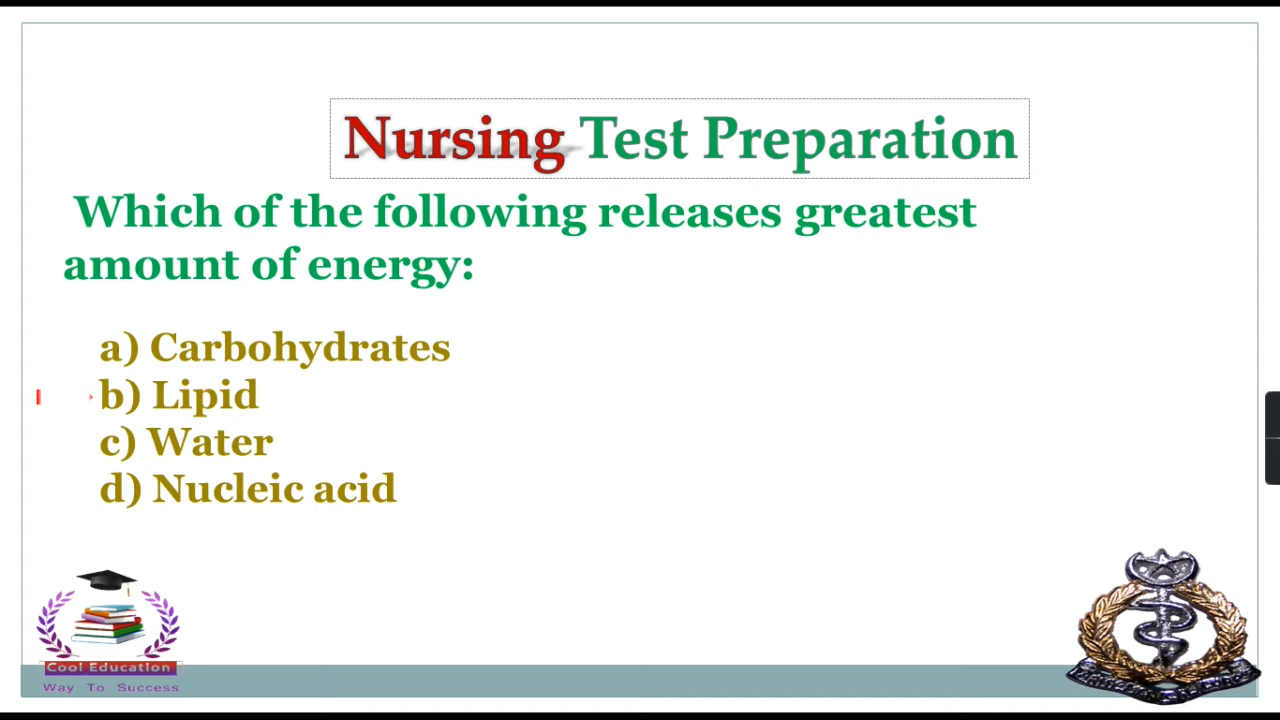 Nursing Test Preparation
Which of the following releases greatest
amount of energy:
a) Carbohydrates
b) Lipid
c) Water
d) Nucleic acid
Cool Education
Way To Success